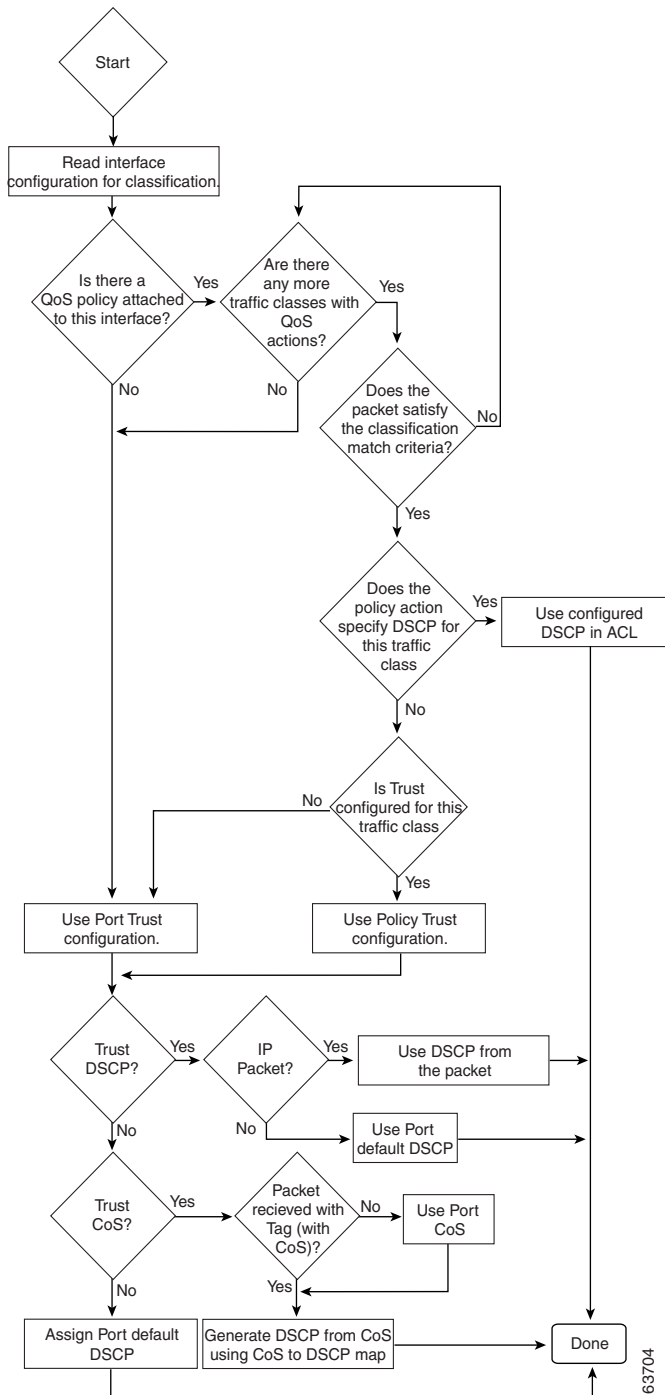 Start
Read interface
configuration for classification.
Is there a
QoS policy attached
to this interface?
Yes
No
Are there
any more
traffic classes with
QoS
actions?
Yes
No
Does the
packet satisfy
the classification
match criteria?
No
Yes
Does the
policy action
specify DSCP for
this traffic
class
Yes
Use configured
DSCP in ACL
No
Is Trust
configured for this
traffic class
No
Yes
Use Port Trust
configuration.
Use Policy Trust
configuration.
Trust
DSCP?
Yes
IP
Packet?
Yes
Use DSCP from
the packet
No
No
Use Port
default DSCP
Trust
CoS?
Yes
Packet
recieved with
Tag (with
CoS)?
No
Use Port
CoS
No
Yes
Assign Port default
DSCP
Generate DSCP from CoS
using CoS to DSCP map
Done
63704